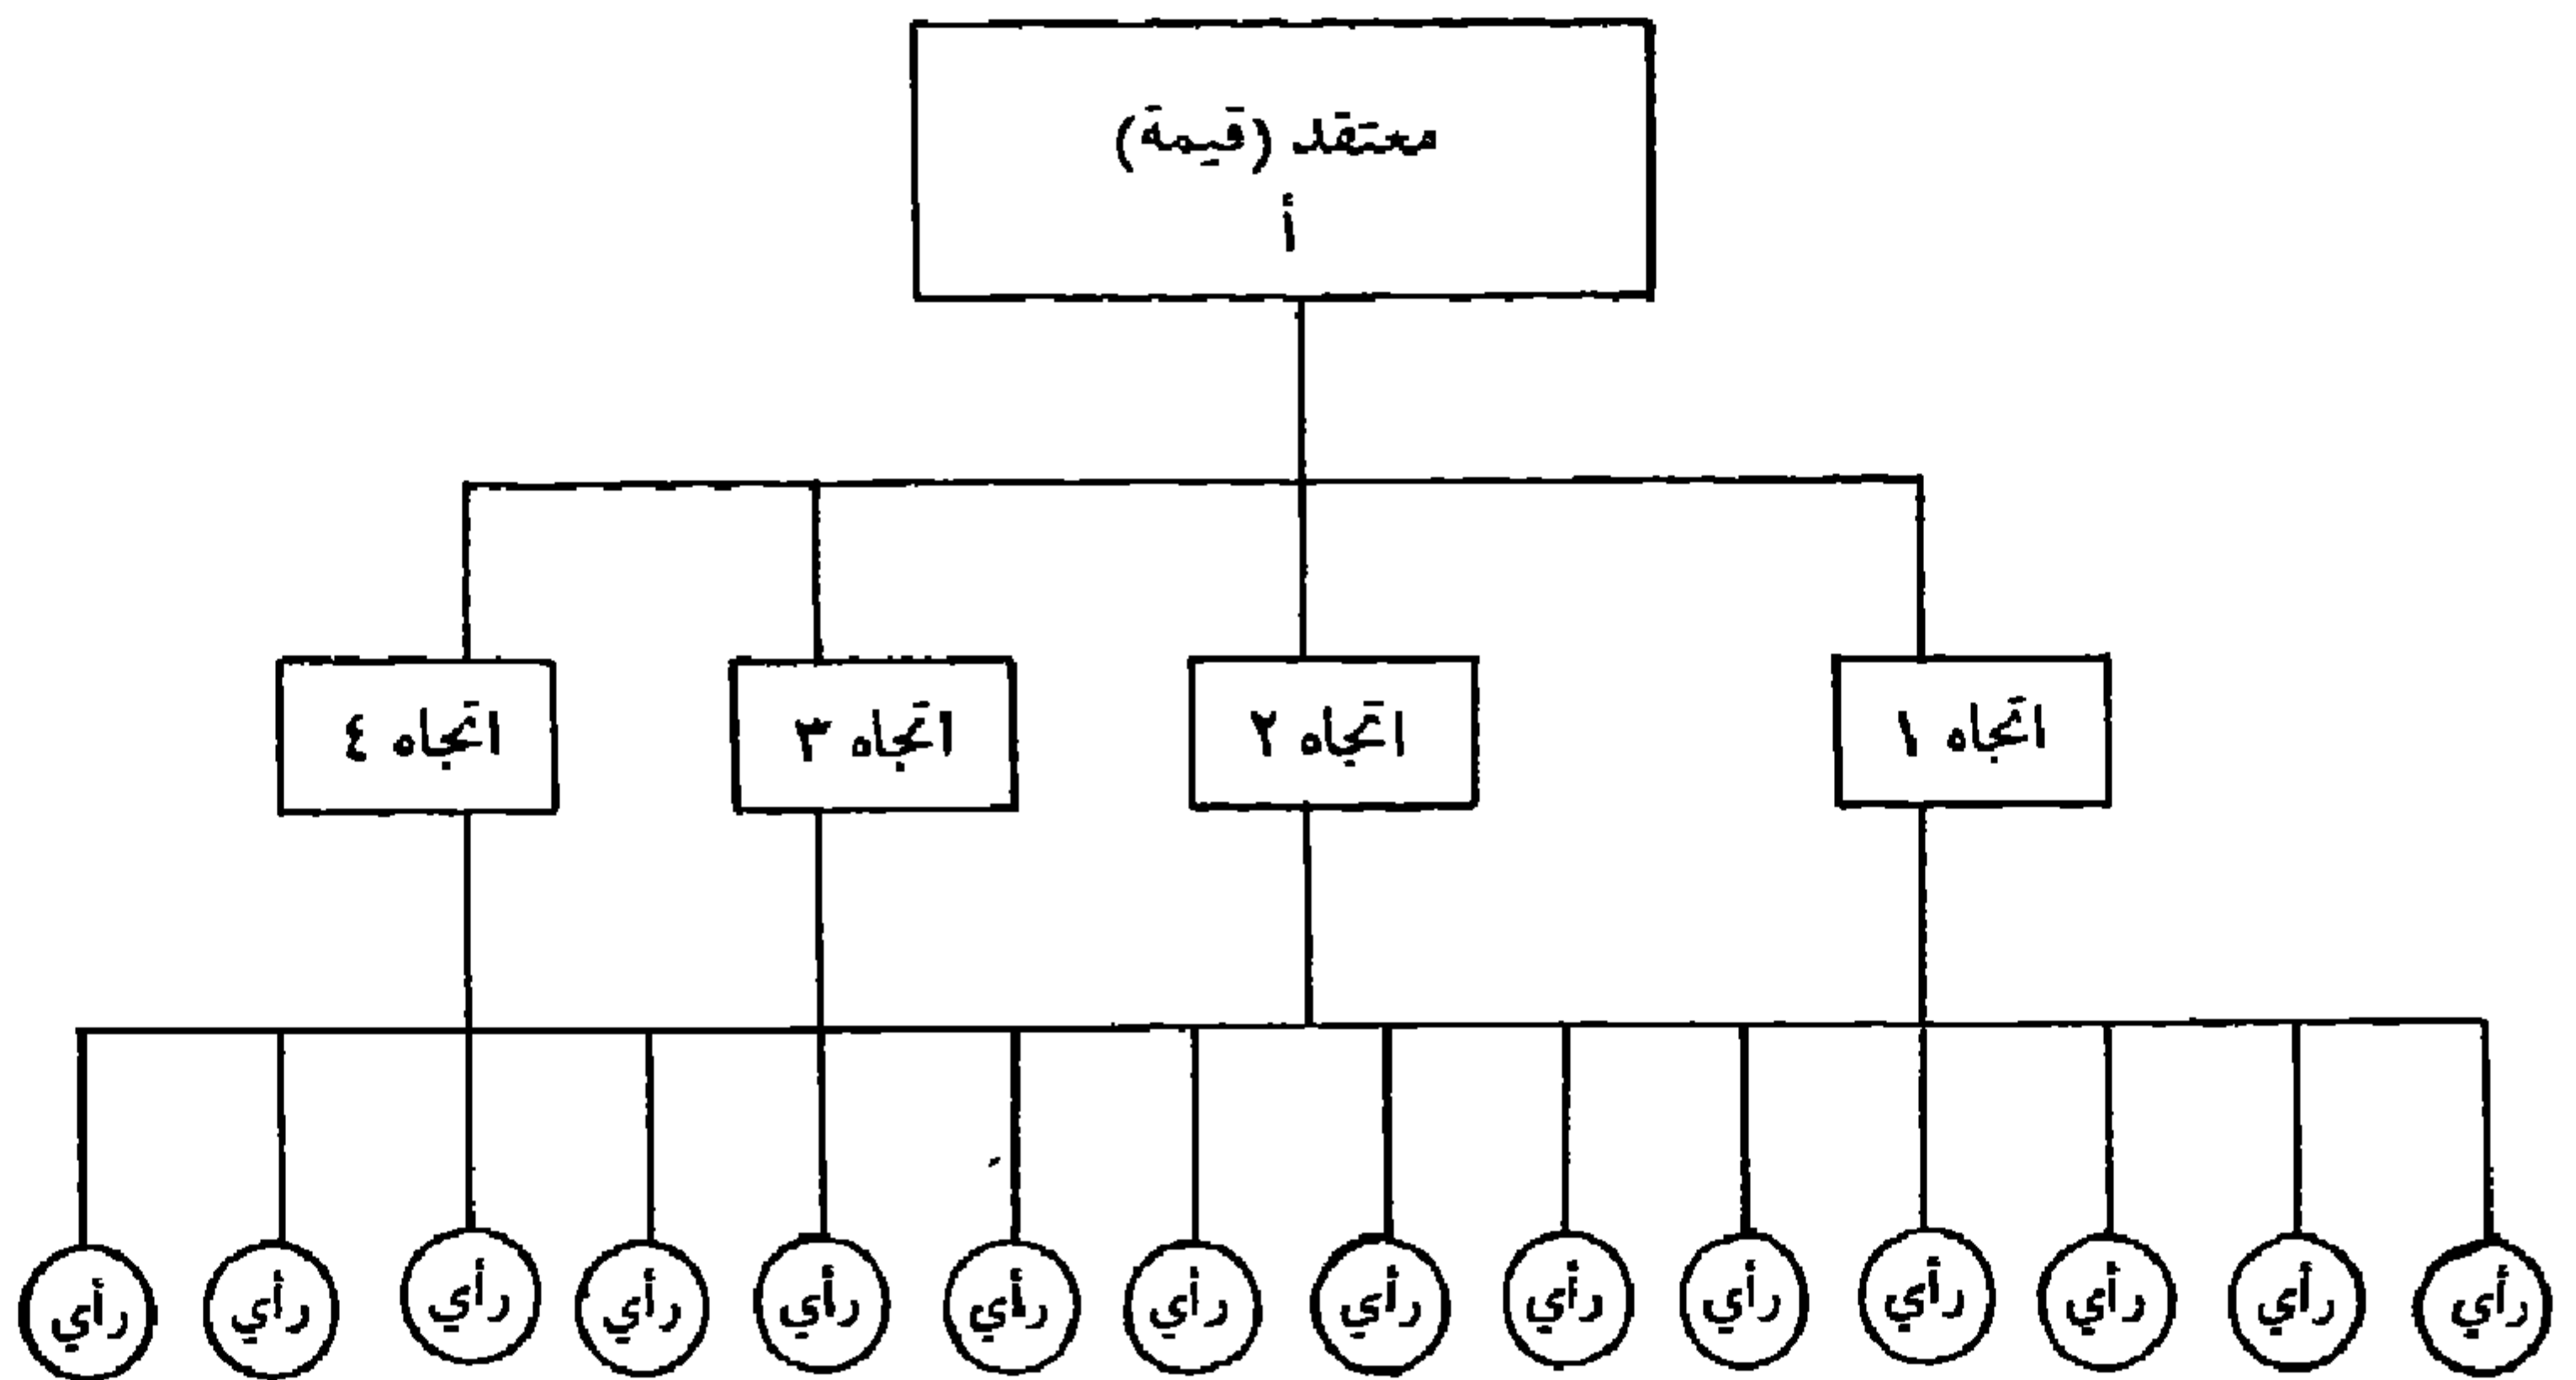 معتقد (قيمة)
أ
اتجاه ١
اتجاه ٢
اتجاه ٣
اتجاه ٤
رأي
رأي
رأي
رأي
رأي
رأي
رأي
رأي
رأي
رأي
رأي
رأي
رأي
رأي